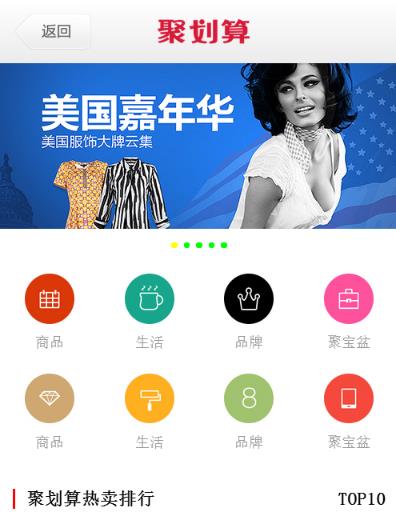 返回
聚划算
美国嘉年华
美国服饰大牌云集
商品
生活
品牌
聚宝盆
8
商品
生活
品牌
聚宝盆
聚划算热卖排行
TOP10